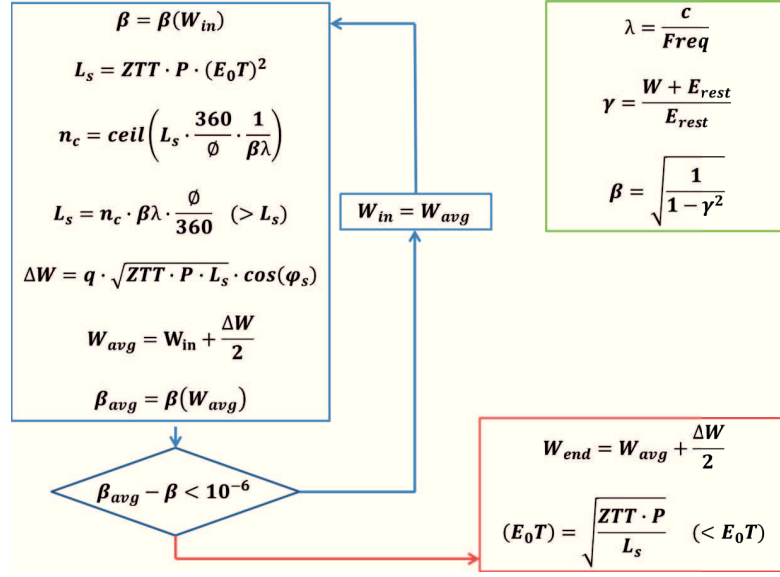 β = β(W_in)
L_s = ZTT · P · (E_0T)^2
n_c = ceil(L_s · 360/∅ · 1/βλ)
L_s = n_c · βλ · ∅/360 (> L_s)
ΔW = q · √(ZTT · P · L_s) · cos(φ_s)
W_avg = W_in + ΔW/2
β_avg = β(W_avg)
β_avg − β < 10^−6
W_in = W_avg
λ = c/Freq
γ = (W + E_rest)/E_rest
β = √(1/(1 − γ^2))
W_end = W_avg + ΔW/2
(E_0T) = √(ZTT · P/L_s) (< E_0T)